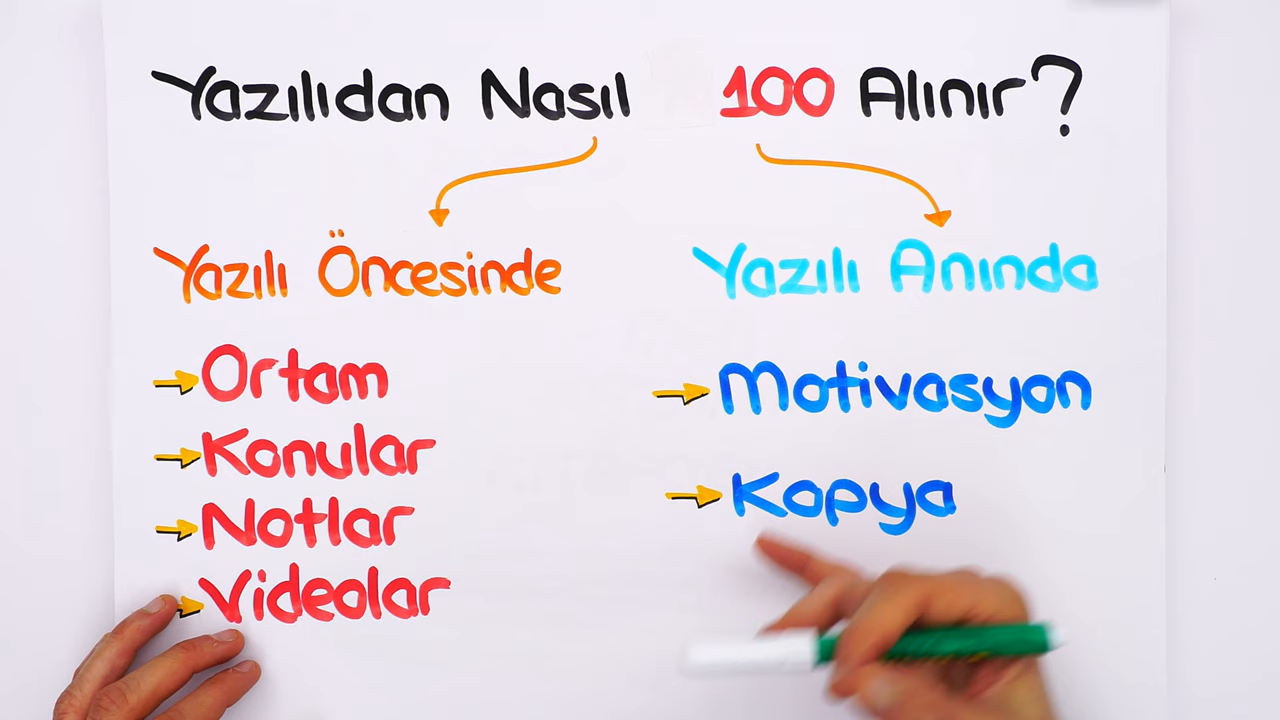 Yazılıdan Nasıl 100 Alınır?
Yazılı Öncesinde
Ortam
Konular
Notlar
Videolar
Yazılı Anında
Motivasyon
Kopya